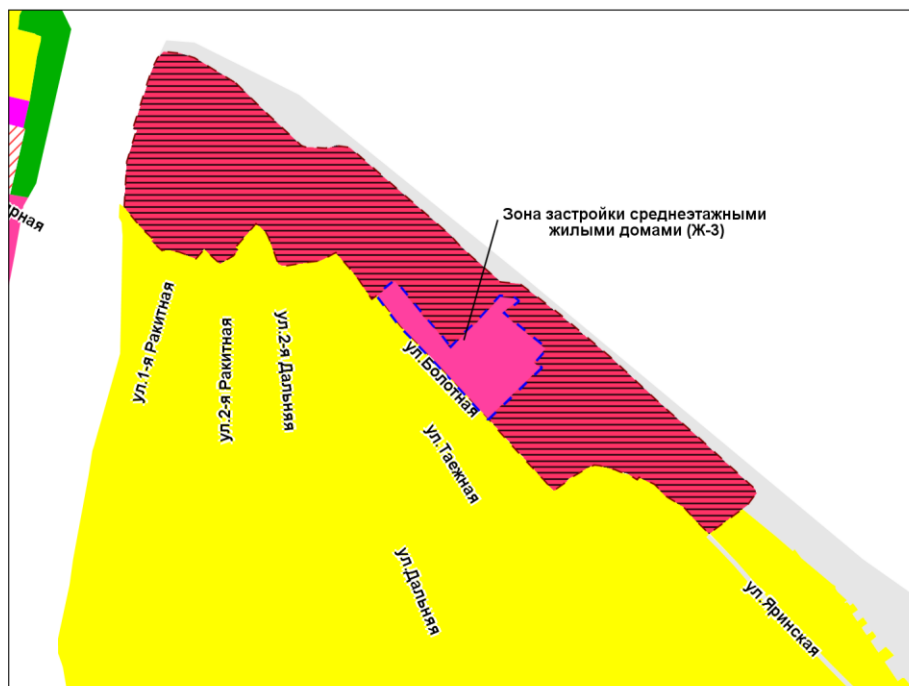 Зона застройки среднеэтажными
жилыми домами (Ж-3)
ул.1-я Ракитная
ул.2-я Ракитная
ул.2-я Дальняя
ул.Болотная
ул.Таежная
ул.Дальняя
ул.Яринская